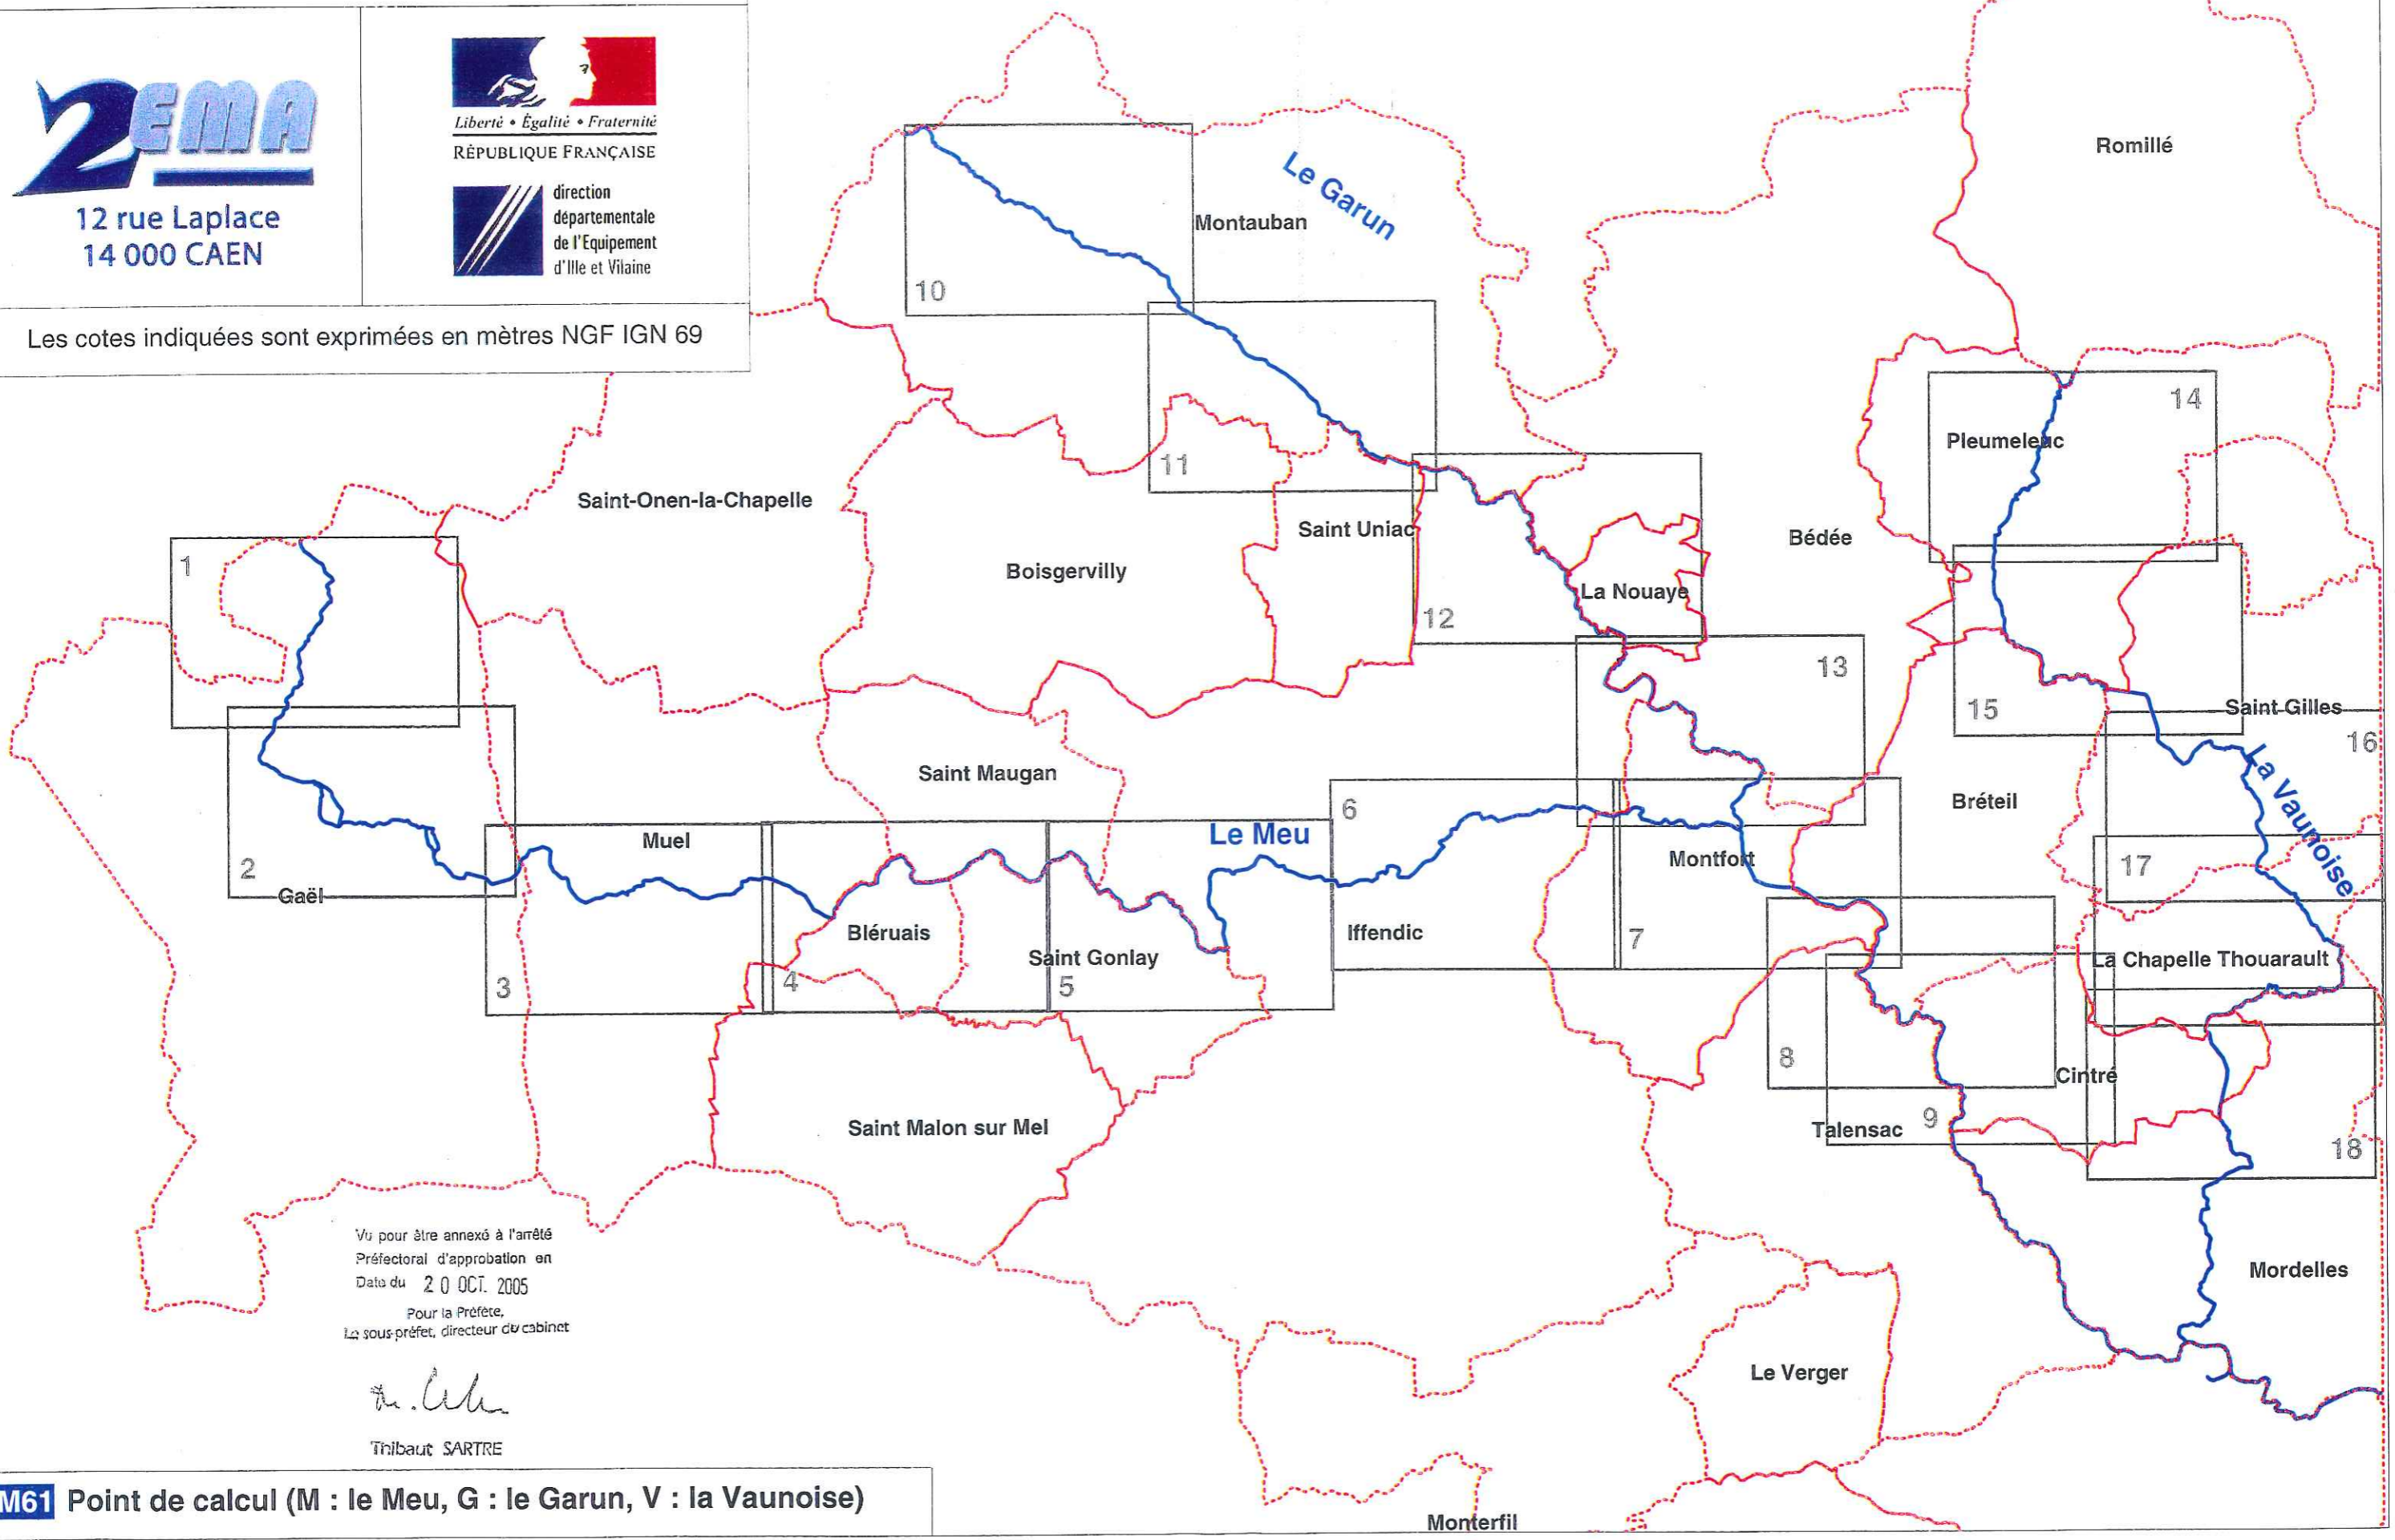 2EMA
12 rue Laplace
14 000 CAEN
Liberté • Égalité • Fraternité
RÉPUBLIQUE FRANÇAISE
direction
départementale
de l'Equipement
d'Ille et Vilaine
Les cotes indiquées sont exprimées en mètres NGF IGN 69
Romillé
Le Garun
Montauban
10
14
Pleumeleuc
11
Saint-Onen-la-Chapelle
Saint Uniac
Bédée
1
Boisgervilly
La Nouaye
12
13
15
Saint Gilles
16
La Vaunoise
Saint Maugan
Bréteil
6
Muel
Le Meu
Montfort
17
2
Gaël
Bléruais
Iffendic
7
Saint Gonlay
La Chapelle Thouarault
3
4
5
8
Cintré
Saint Malon sur Mel
Talensac
9
18
Vu pour être annexé à l'arrêté
Préfectoral d'approbation en
Date du 20 OCT. 2005
Pour la Préfète,
Le sous-préfet, directeur du cabinet
Thibaut SARTRE
Mordelles
Le Verger
M61 Point de calcul (M : le Meu, G : le Garun, V : la Vaunoise)
Monterfil